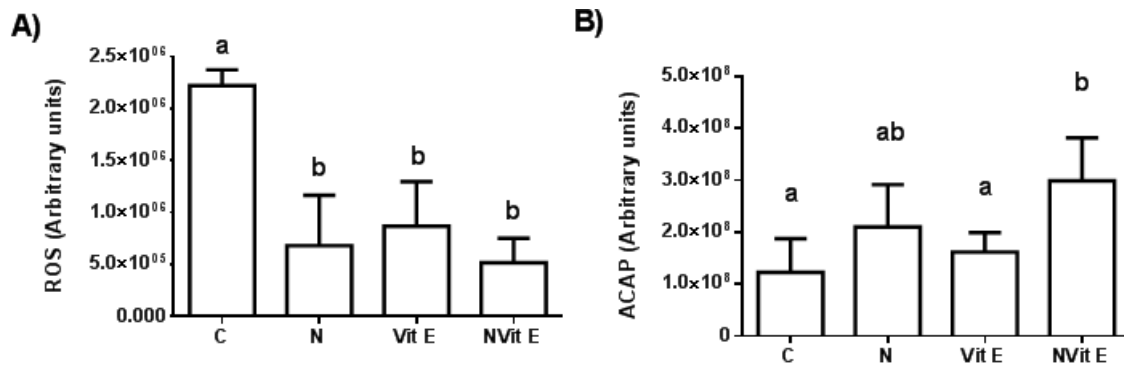 A)
ROS (Arbitrary units)
2.5×10⁰⁶
2.0×10⁰⁶
1.5×10⁰⁶
1.0×10⁰⁶
5.0×10⁰⁵
0.000
a
b
b
b
C N Vit E NVit E
B)
ACAP (Arbitrary units)
5.0×10⁸
4.0×10⁸
3.0×10⁸
2.0×10⁸
1.0×10⁸
0
a
ab
a
b
C N Vit E NVit E